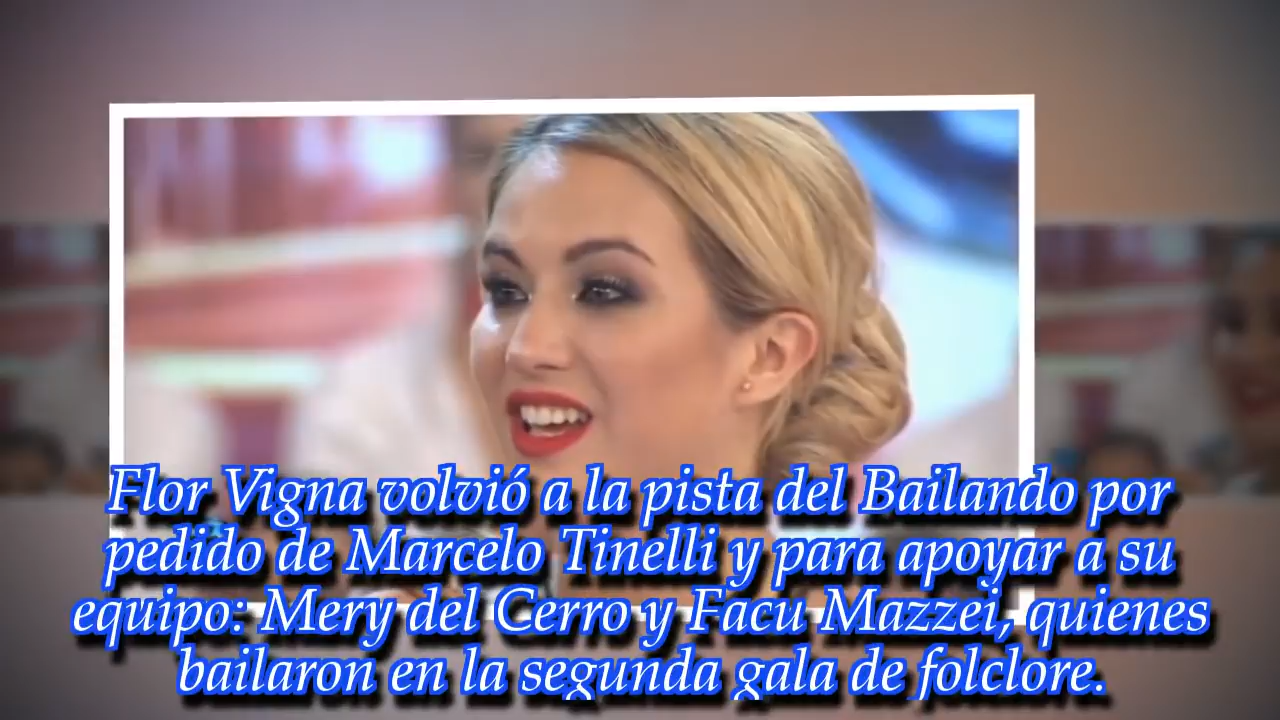 Flor Vigna volvió a la pista del Bailando por
pedido de Marcelo Tinelli y para apoyar a su
equipo: Mery del Cerro y Facu Mazzei, quienes
bailaron en la segunda gala de folclore.